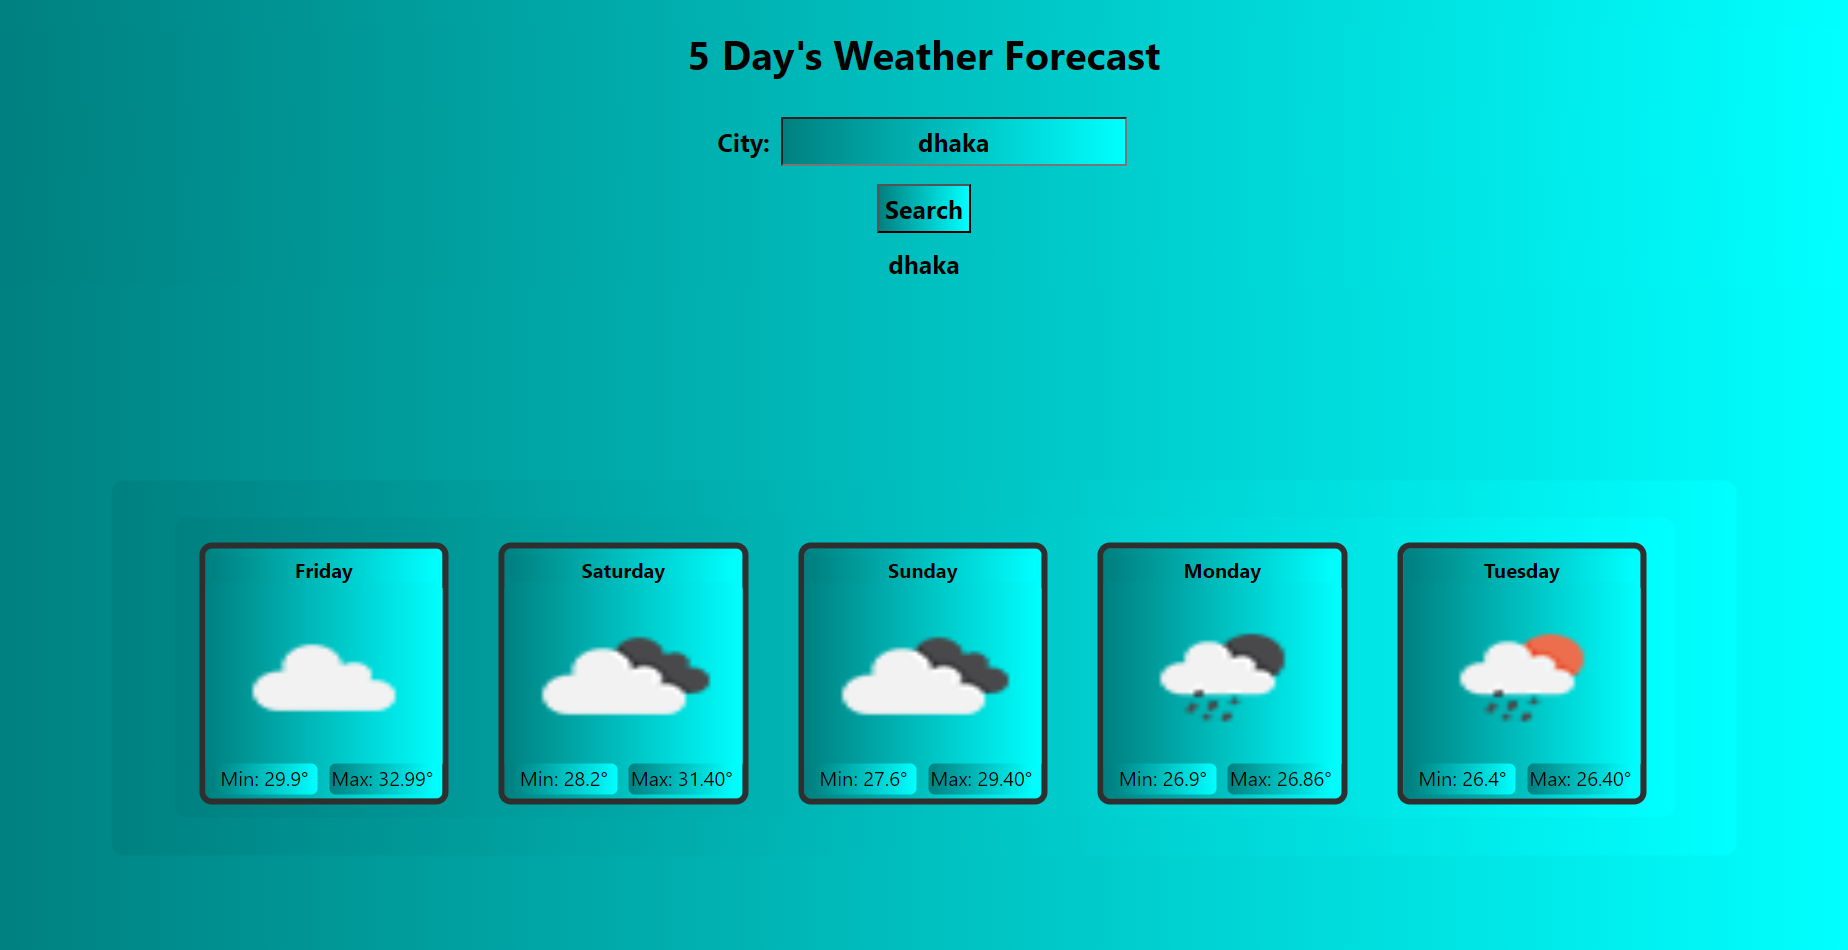 5 Day's Weather Forecast
City: dhaka
Search
dhaka
Friday
Min: 29.9° Max: 32.99°
Saturday
Min: 28.2° Max: 31.40°
Sunday
Min: 27.6° Max: 29.40°
Monday
Min: 26.9° Max: 26.86°
Tuesday
Min: 26.4° Max: 26.40°